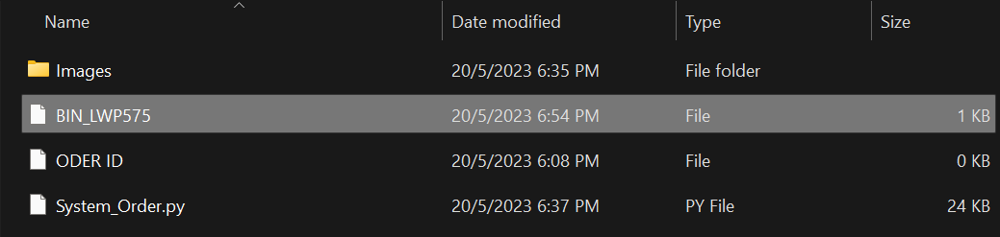 Name Date modified Type Size
Images 20/5/2023 6:35 PM File folder
BIN_LWP575 20/5/2023 6:54 PM File 1 KB
ODER ID 20/5/2023 6:08 PM File 0 KB
System_Order.py 20/5/2023 6:37 PM PY File 24 KB